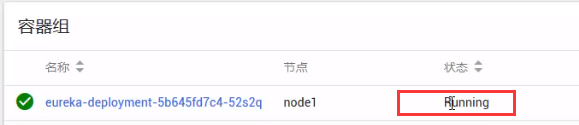 容器组
名称 节点 状态
eureka-deployment-5b645fd7c4-52s2q node1 Running